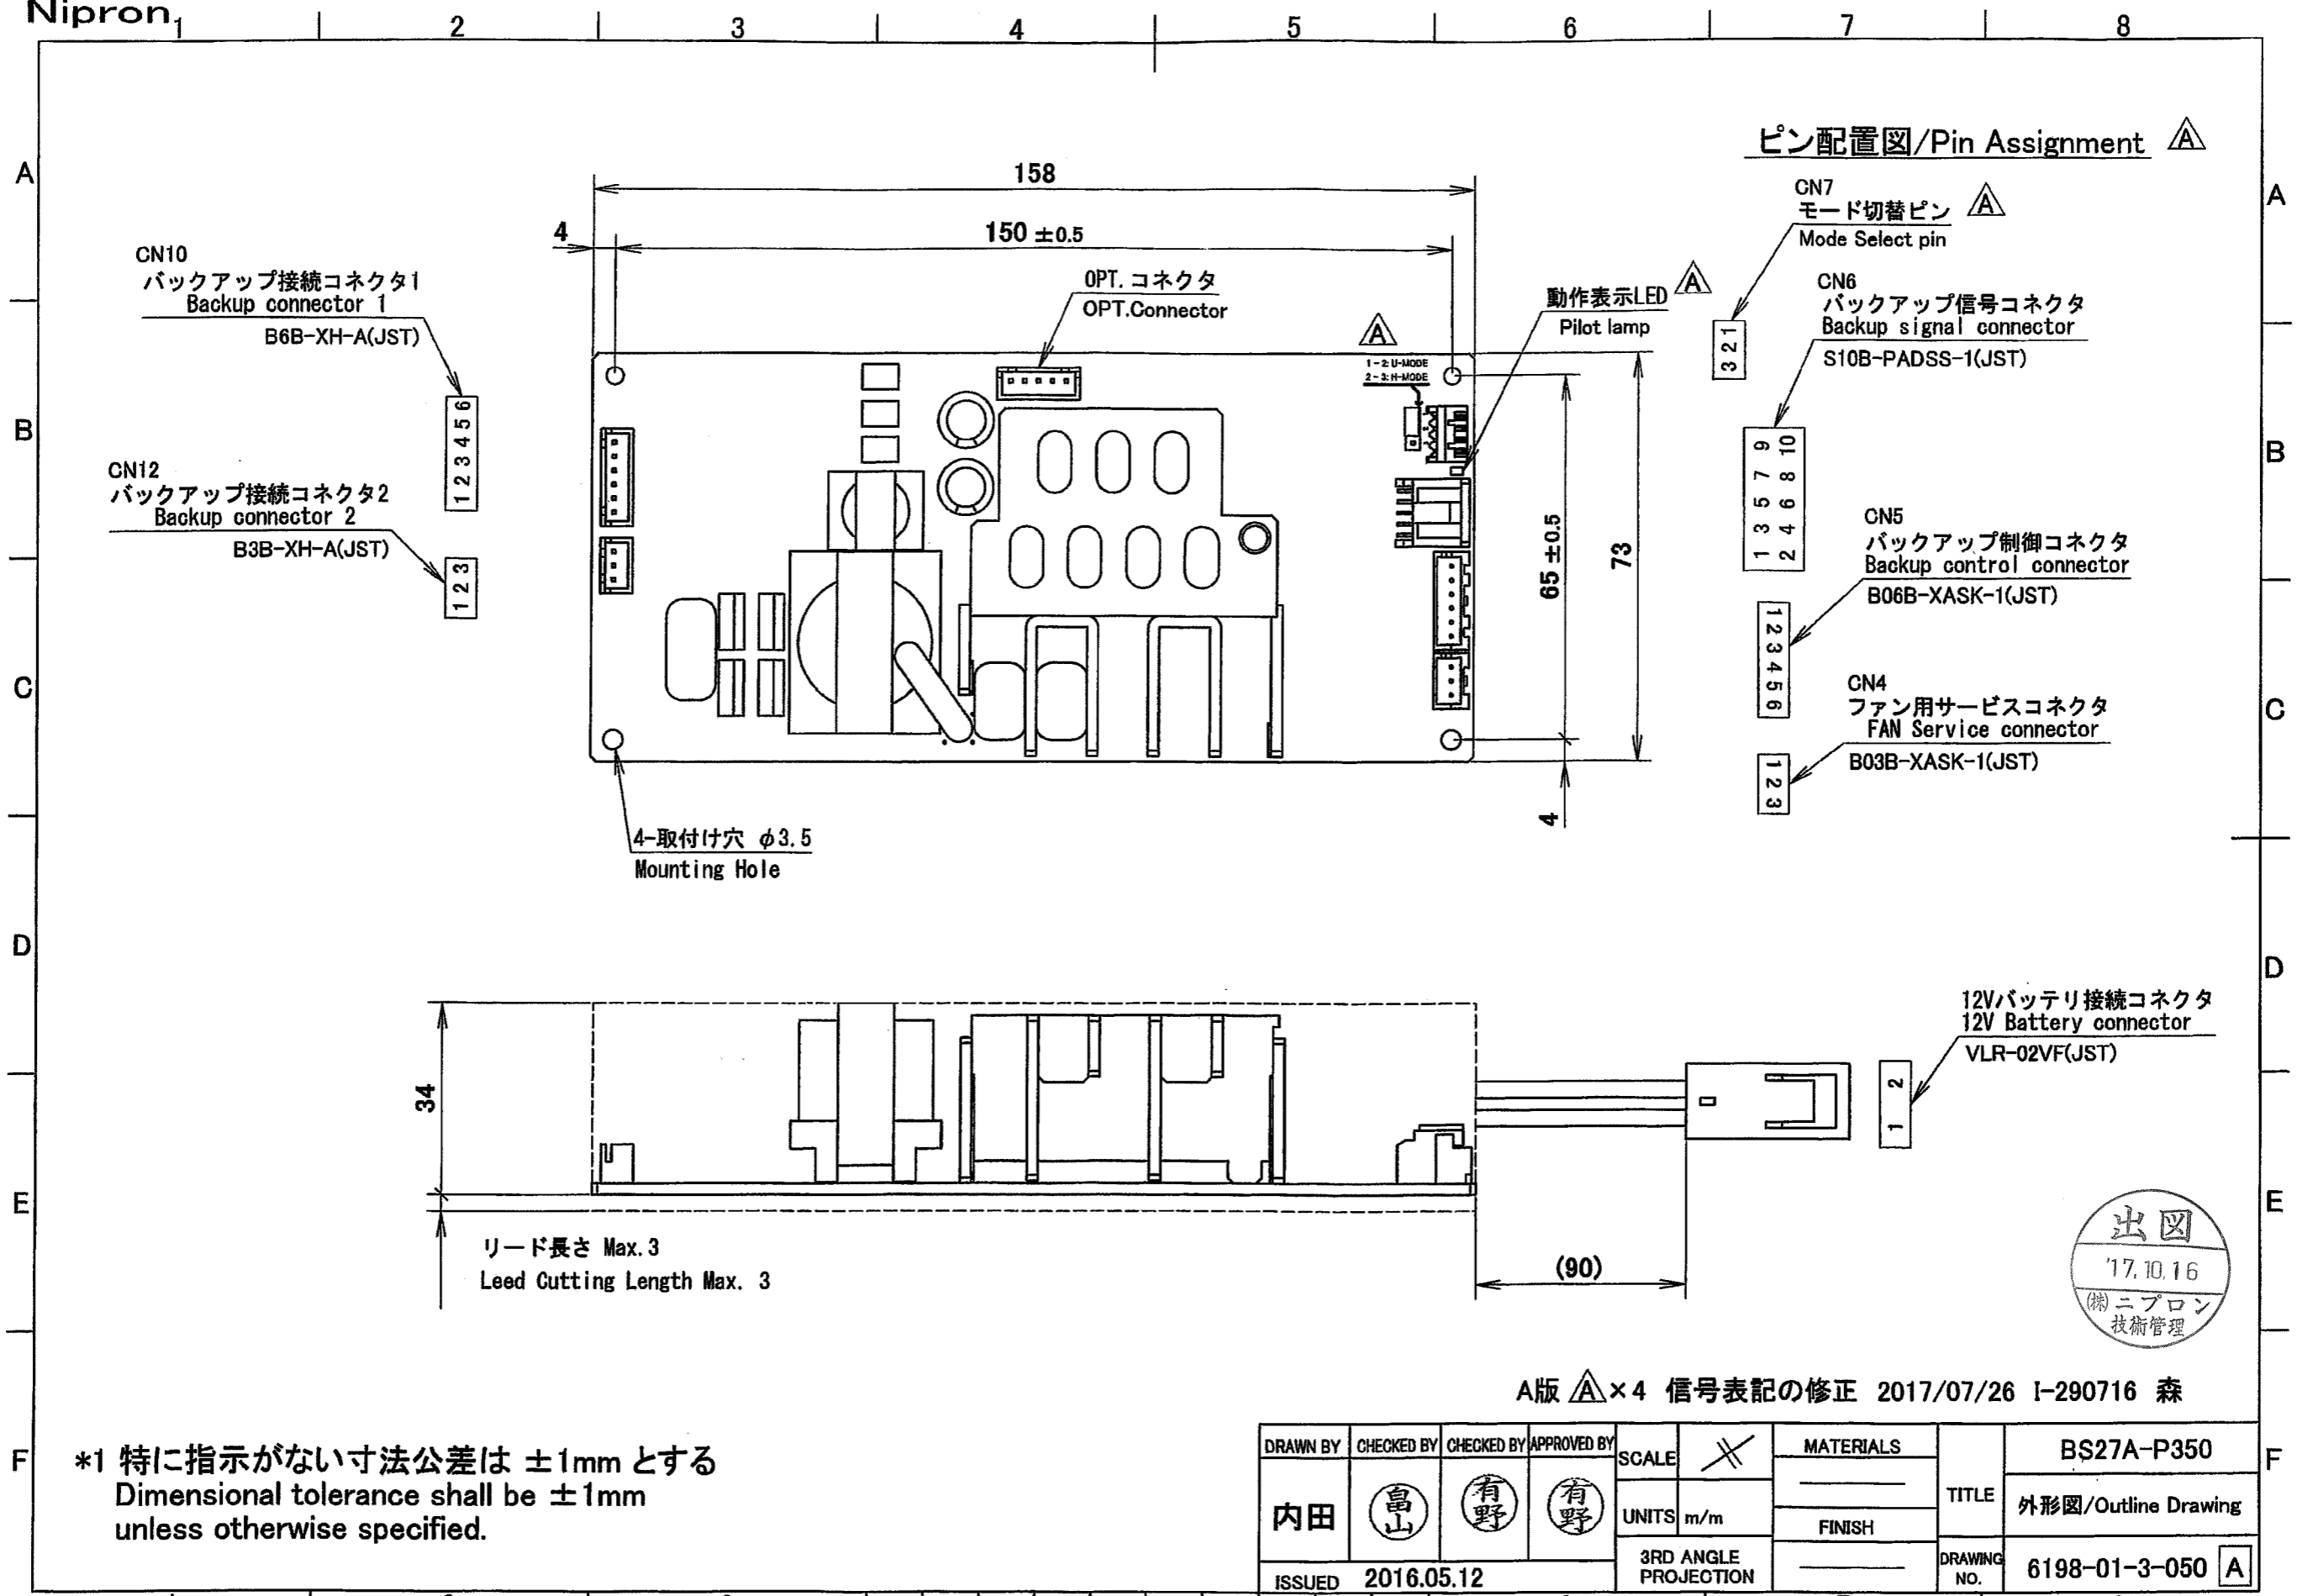 Nipron
1 2 3 4 5 6 7 8
A
B
C
D
E
F
A
B
C
D
E
F
ピン配置図/Pin Assignment A
158
4
150 ±0.5
CN10
バックアップ接続コネクタ1
Backup connector 1
B6B-XH-A(JST)
1 2 3 4 5 6
CN12
バックアップ接続コネクタ2
Backup connector 2
B3B-XH-A(JST)
1 2 3
OPT. コネクタ
OPT.Connector
動作表示LED A
Pilot lamp
A
1-2:U-MODE
2-3:H-MODE
CN7
モード切替ピン A
Mode Select pin
3 2 1
CN6
バックアップ信号コネクタ
Backup signal connector
S10B-PADSS-1(JST)
1 3 5 7 9
2 4 6 8 10
CN5
バックアップ制御コネクタ
Backup control connector
B06B-XASK-1(JST)
1 2 3 4 5 6
CN4
ファン用サービスコネクタ
FAN Service connector
B03B-XASK-1(JST)
1 2 3
65 ±0.5
73
4
4-取付け穴 φ3.5
Mounting Hole
34
リード長さ Max.3
Leed Cutting Length Max. 3
(90)
12Vバッテリ接続コネクタ
12V Battery connector
VLR-02VF(JST)
1 2
出図
'17.10.16
(株)ニプロン
技術管理
A版 A×4 信号表記の修正 2017/07/26 I-290716 森
*1 特に指示がない寸法公差は ±1mm とする
Dimensional tolerance shall be ±1mm
unless otherwise specified.
DRAWN BY CHECKED BY CHECKED BY APPROVED BY
内田 畠山 有野 有野
ISSUED 2016.05.12
SCALE
UNITS m/m
3RD ANGLE
PROJECTION
MATERIALS
FINISH
TITLE
BS27A-P350
外形図/Outline Drawing
DRAWING
NO.
6198-01-3-050 A